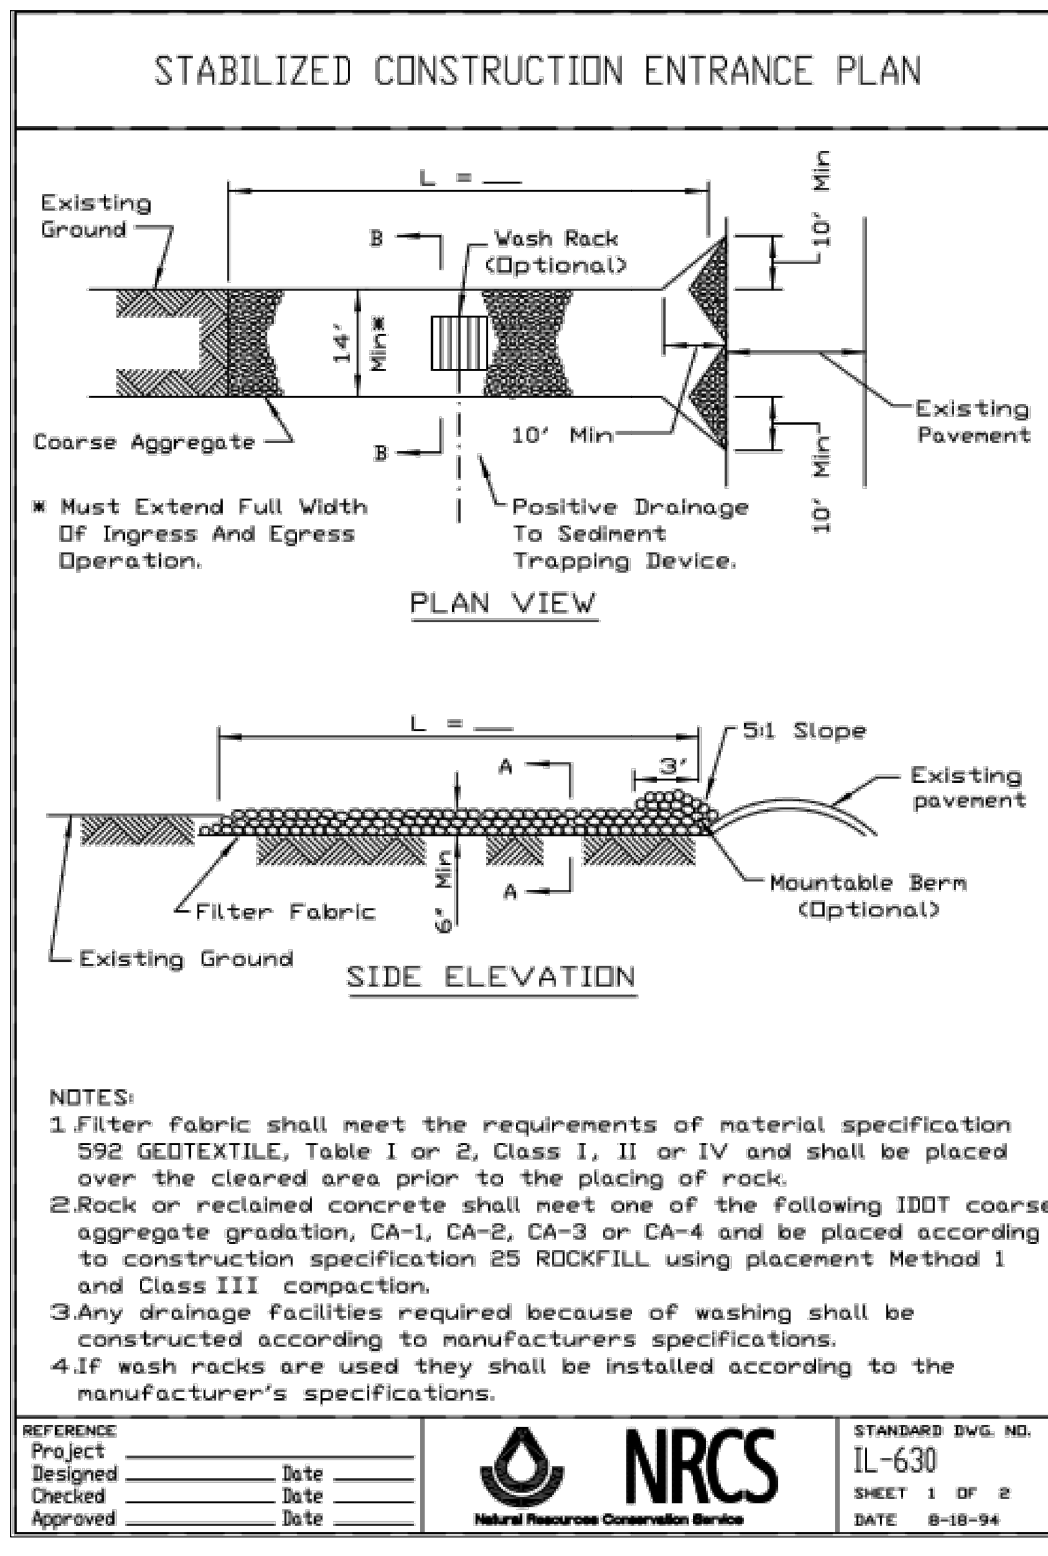 STABILIZED CONSTRUCTION ENTRANCE PLAN
L = ___
10' Min
Existing
Ground
B
Wash Rack
(Optional)
14'
Min*
10' Min
Existing
Pavement
Coarse Aggregate
B
10' Min
* Must Extend Full Width
Of Ingress And Egress
Operation.
Positive Drainage
To Sediment
Trapping Device.
PLAN VIEW
L = ___
5:1 Slope
A
3'
Existing
pavement
6" Min
A
Mountable Berm
(Optional)
Filter Fabric
Existing Ground
SIDE ELEVATION
NOTES:
1.Filter fabric shall meet the requirements of material specification
592 GEOTEXTILE, Table I or 2, Class I, II or IV and shall be placed
over the cleared area prior to the placing of rock.
2.Rock or reclaimed concrete shall meet one of the following IDOT coarse
aggregate gradation, CA-1, CA-2, CA-3 or CA-4 and be placed according
to construction specification 25 ROCKFILL using placement Method 1
and Class III compaction.
3.Any drainage facilities required because of washing shall be
constructed according to manufacturers specifications.
4.If wash racks are used they shall be installed according to the
manufacturer's specifications.
REFERENCE
Project ___
Designed ___ Date ___
Checked ___ Date ___
Approved ___ Date ___
NRCS
Natural Resources Conservation Service
STANDARD DWG. NO.
IL-630
SHEET 1 OF 2
DATE 8-18-94